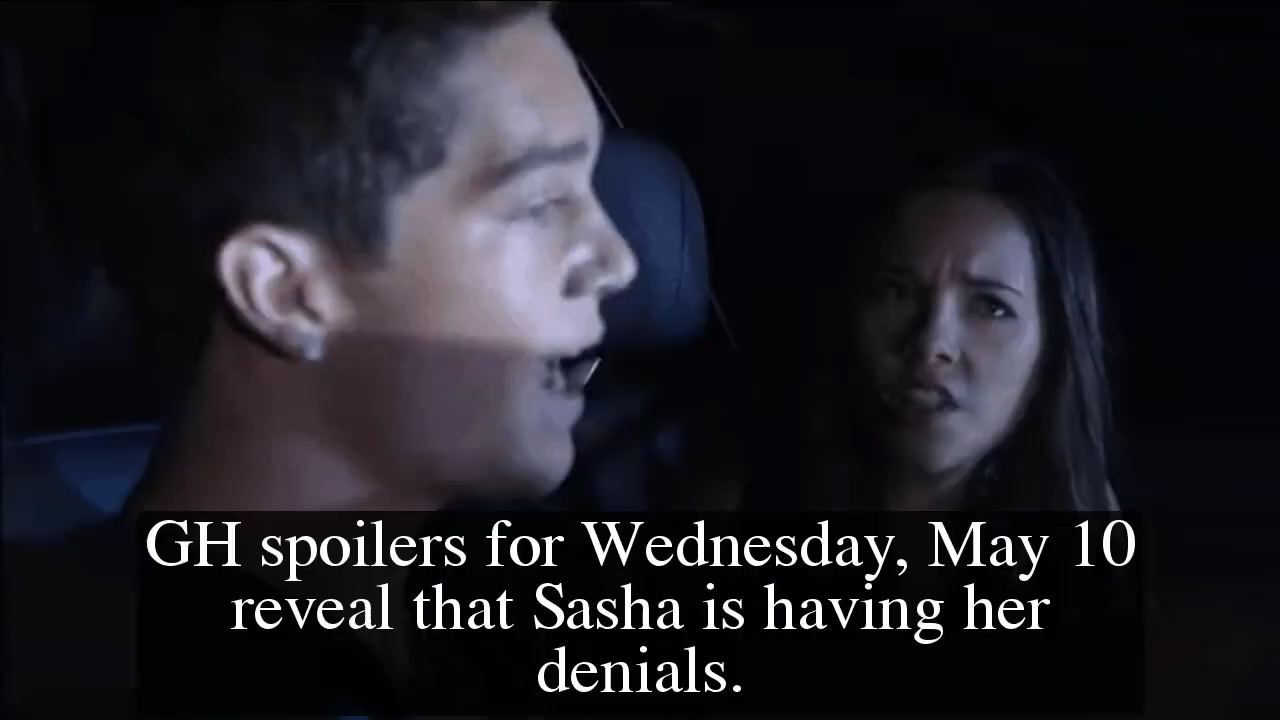 GH spoilers for Wednesday, May 10
reveal that Sasha is having her
denials.